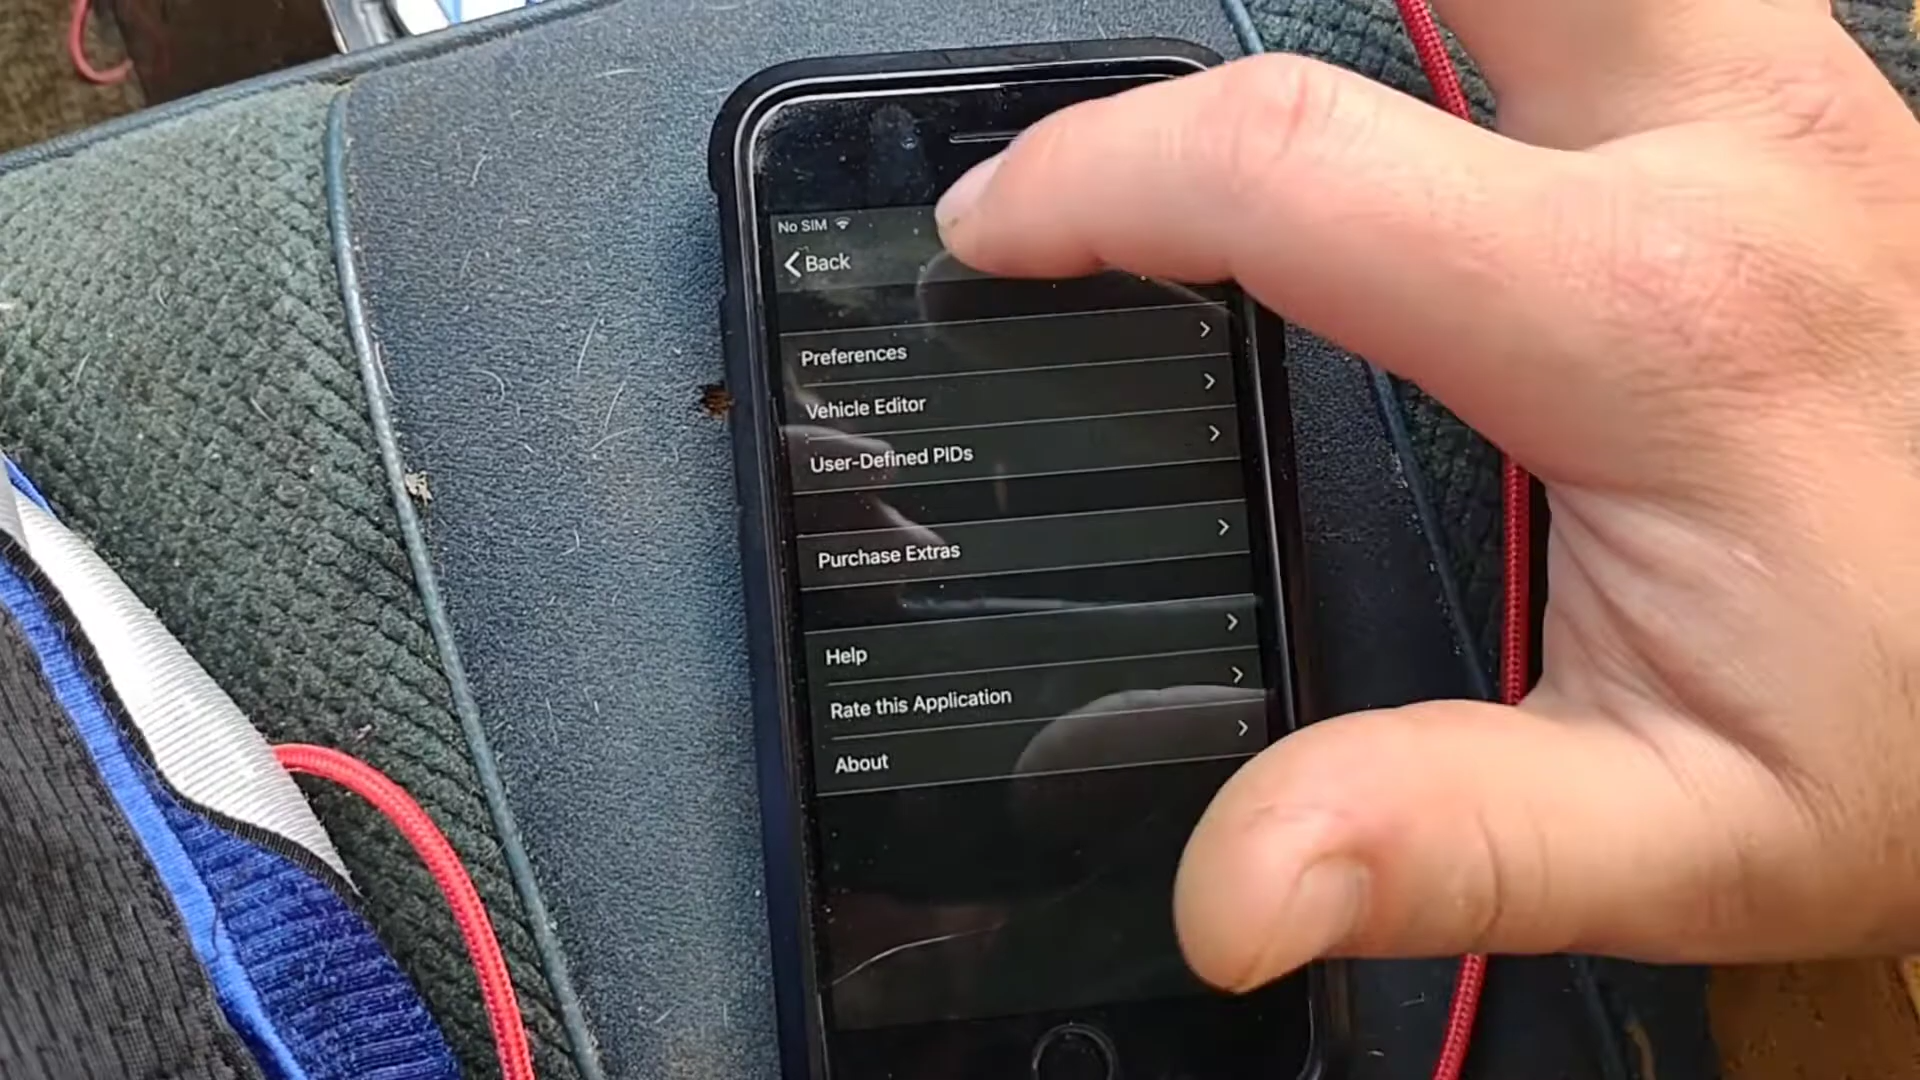 No SIM
Back
Preferences
Vehicle Editor
User-Defined PIDs
Purchase Extras
Help
Rate this Application
About